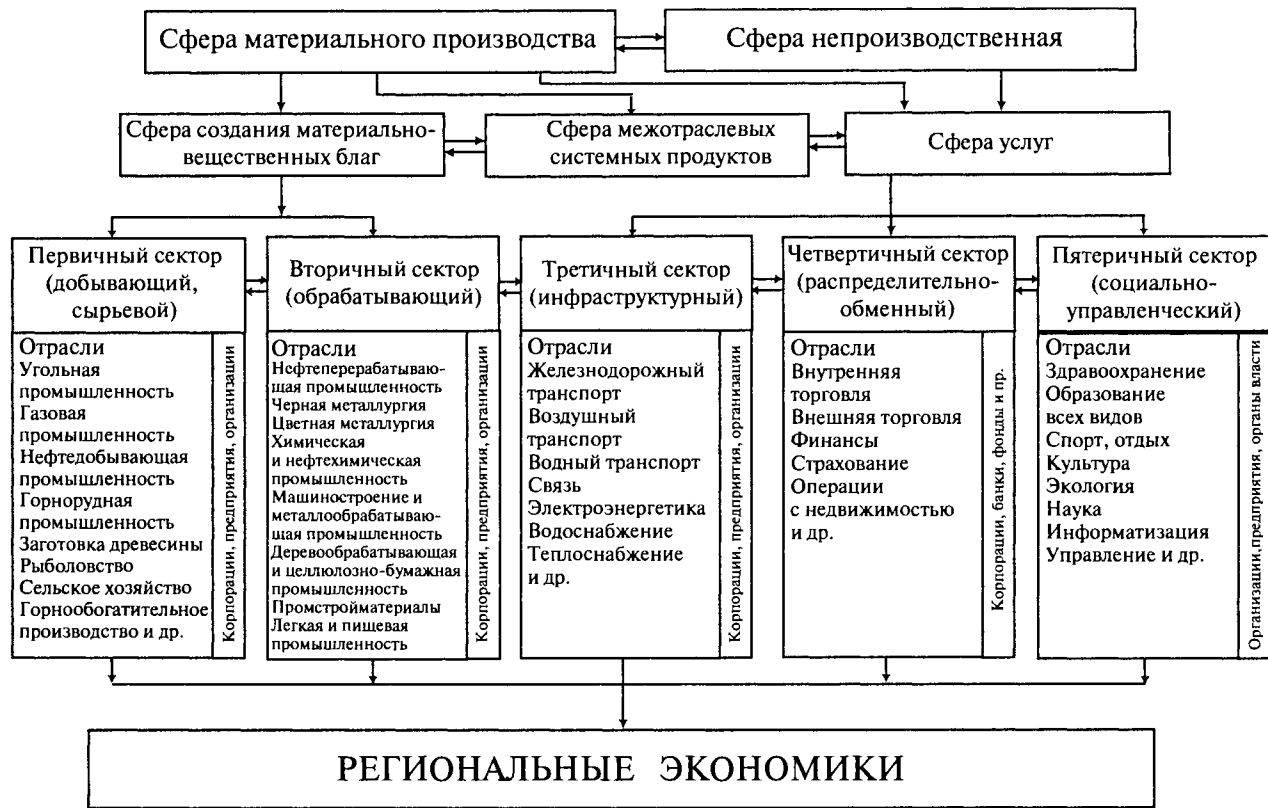 Сфера материального производства
Сфера непроизводственная
Сфера создания материально-
вещественных благ
Сфера межотраслевых
системных продуктов
Сфера услуг
Первичный сектор
(добывающий,
сырьевой)
Вторичный сектор
(обрабатывающий)
Третичный сектор
(инфраструктурный)
Четвертичный сектор
(распределительно-
обменный)
Пятеричный сектор
(социально-
управленческий)
Отрасли
Угольная
промышленность
Газовая
промышленность
Нефтедобывающая
промышленность
Горнорудная
промышленность
Заготовка древесины
Рыболовство
Сельское хозяйство
Горнообогатительное
производство и др.
Корпорации, предприятия, организации
Отрасли
Нефтеперерабатываю-
щая промышленность
Черная металлургия
Цветная металлургия
Химическая
и нефтехимическая
промышленность
Машиностроение и
металлообрабатываю-
щая промышленность
Деревообрабатывающая
и целлюлозно-бумажная
промышленность
Промстройматериалы
Легкая и пищевая
промышленность
Корпорации, предприятия, организации
Отрасли
Железнодорожный
транспорт
Воздушный
транспорт
Водный транспорт
Связь
Электроэнергетика
Водоснабжение
Теплоснабжение
и др.
Корпорации, предприятия, организации
Отрасли
Внутренняя
торговля
Внешняя торговля
Финансы
Страхование
Операции
с недвижимостью
и др.
Корпорации, банки, фонды и пр.
Отрасли
Здравоохранение
Образование
всех видов
Спорт, отдых
Культура
Экология
Наука
Информатизация
Управление и др.
Организации,предприятия, органы власти
РЕГИОНАЛЬНЫЕ ЭКОНОМИКИ